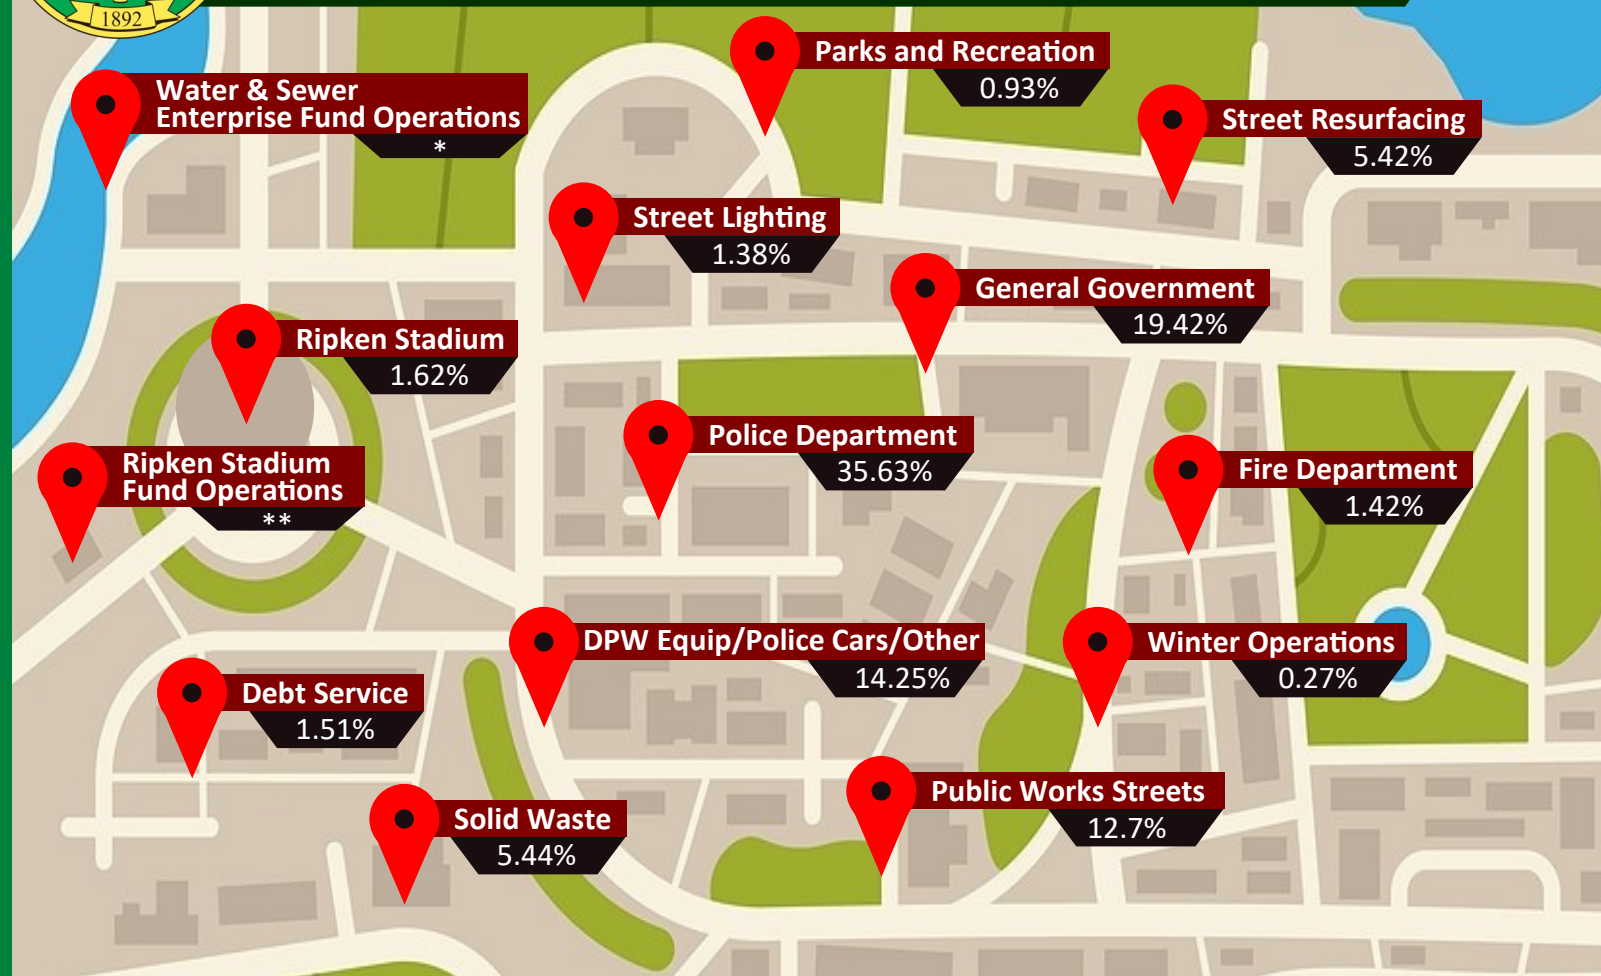 1892
Parks and Recreation
0.93%
Water & Sewer
Enterprise Fund Operations
*
Street Resurfacing
5.42%
Street Lighting
1.38%
General Government
19.42%
Ripken Stadium
1.62%
Police Department
35.63%
Ripken Stadium
Fund Operations
**
Fire Department
1.42%
DPW Equip/Police Cars/Other
14.25%
Winter Operations
0.27%
Debt Service
1.51%
Public Works Streets
12.7%
Solid Waste
5.44%